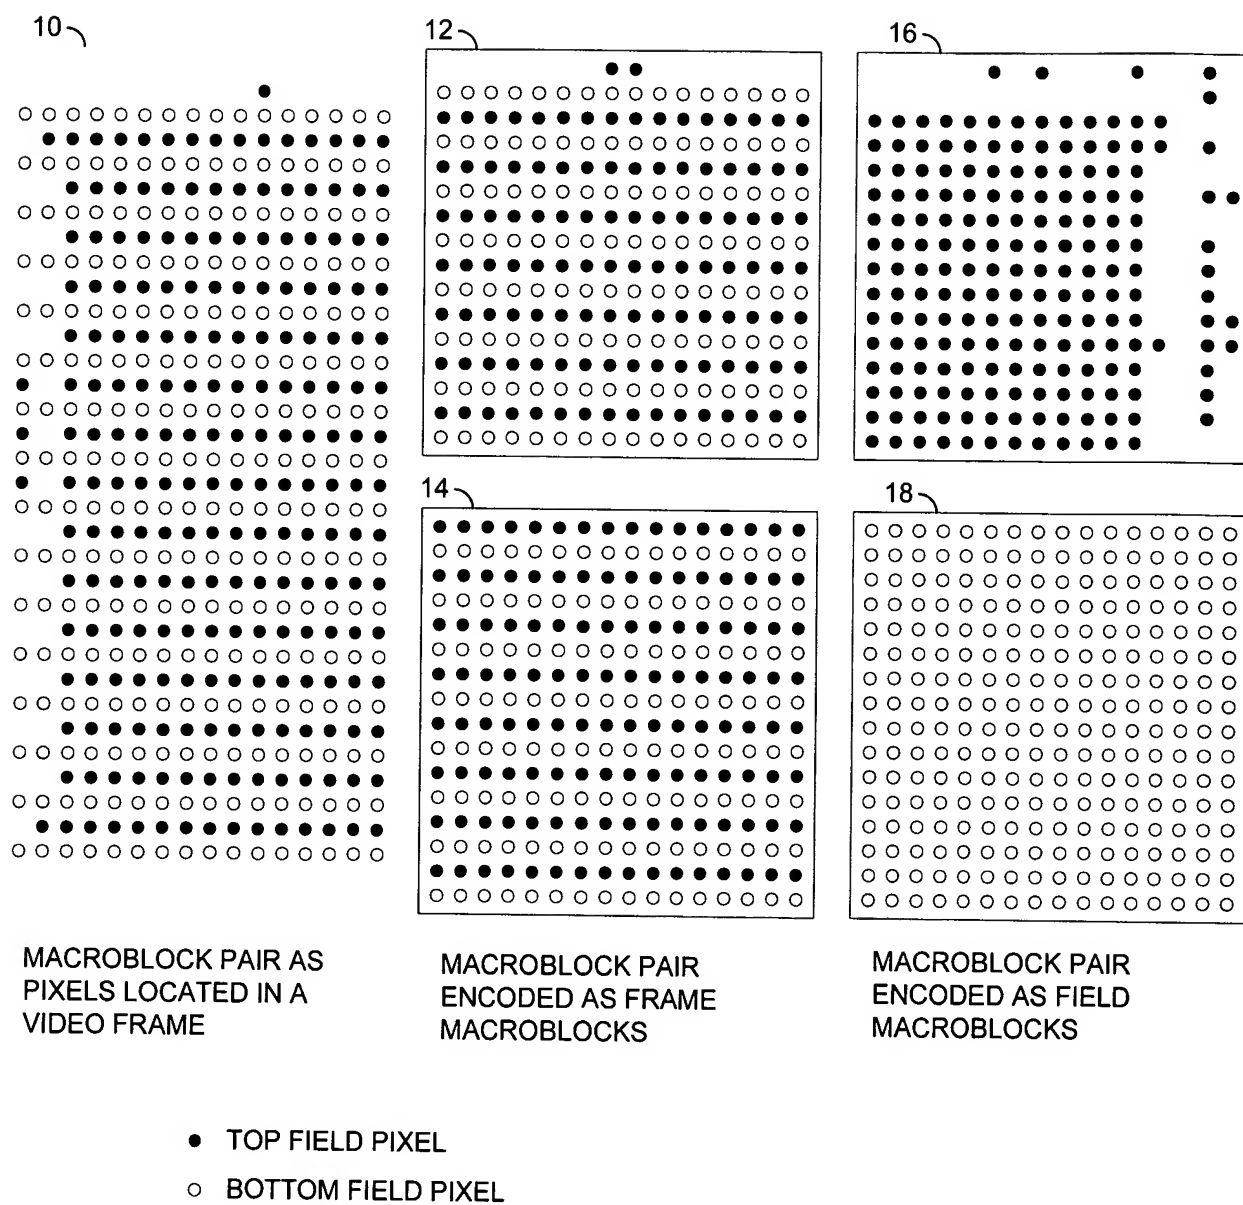 10
12
16
14
18
MACROBLOCK PAIR AS
PIXELS LOCATED IN A
VIDEO FRAME
MACROBLOCK PAIR
ENCODED AS FRAME
MACROBLOCKS
MACROBLOCK PAIR
ENCODED AS FIELD
MACROBLOCKS
TOP FIELD PIXEL
BOTTOM FIELD PIXEL